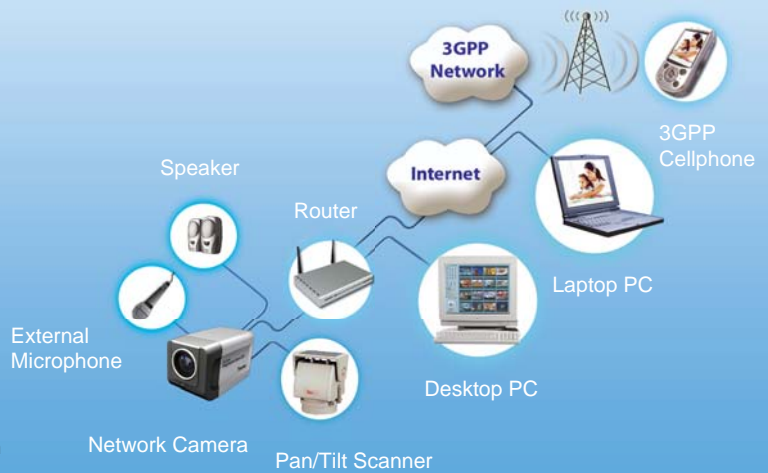 3GPP
Network
3GPP
Cellphone
Internet
Speaker
Router
Laptop PC
External
Microphone
Desktop PC
Network Camera
Pan/Tilt Scanner